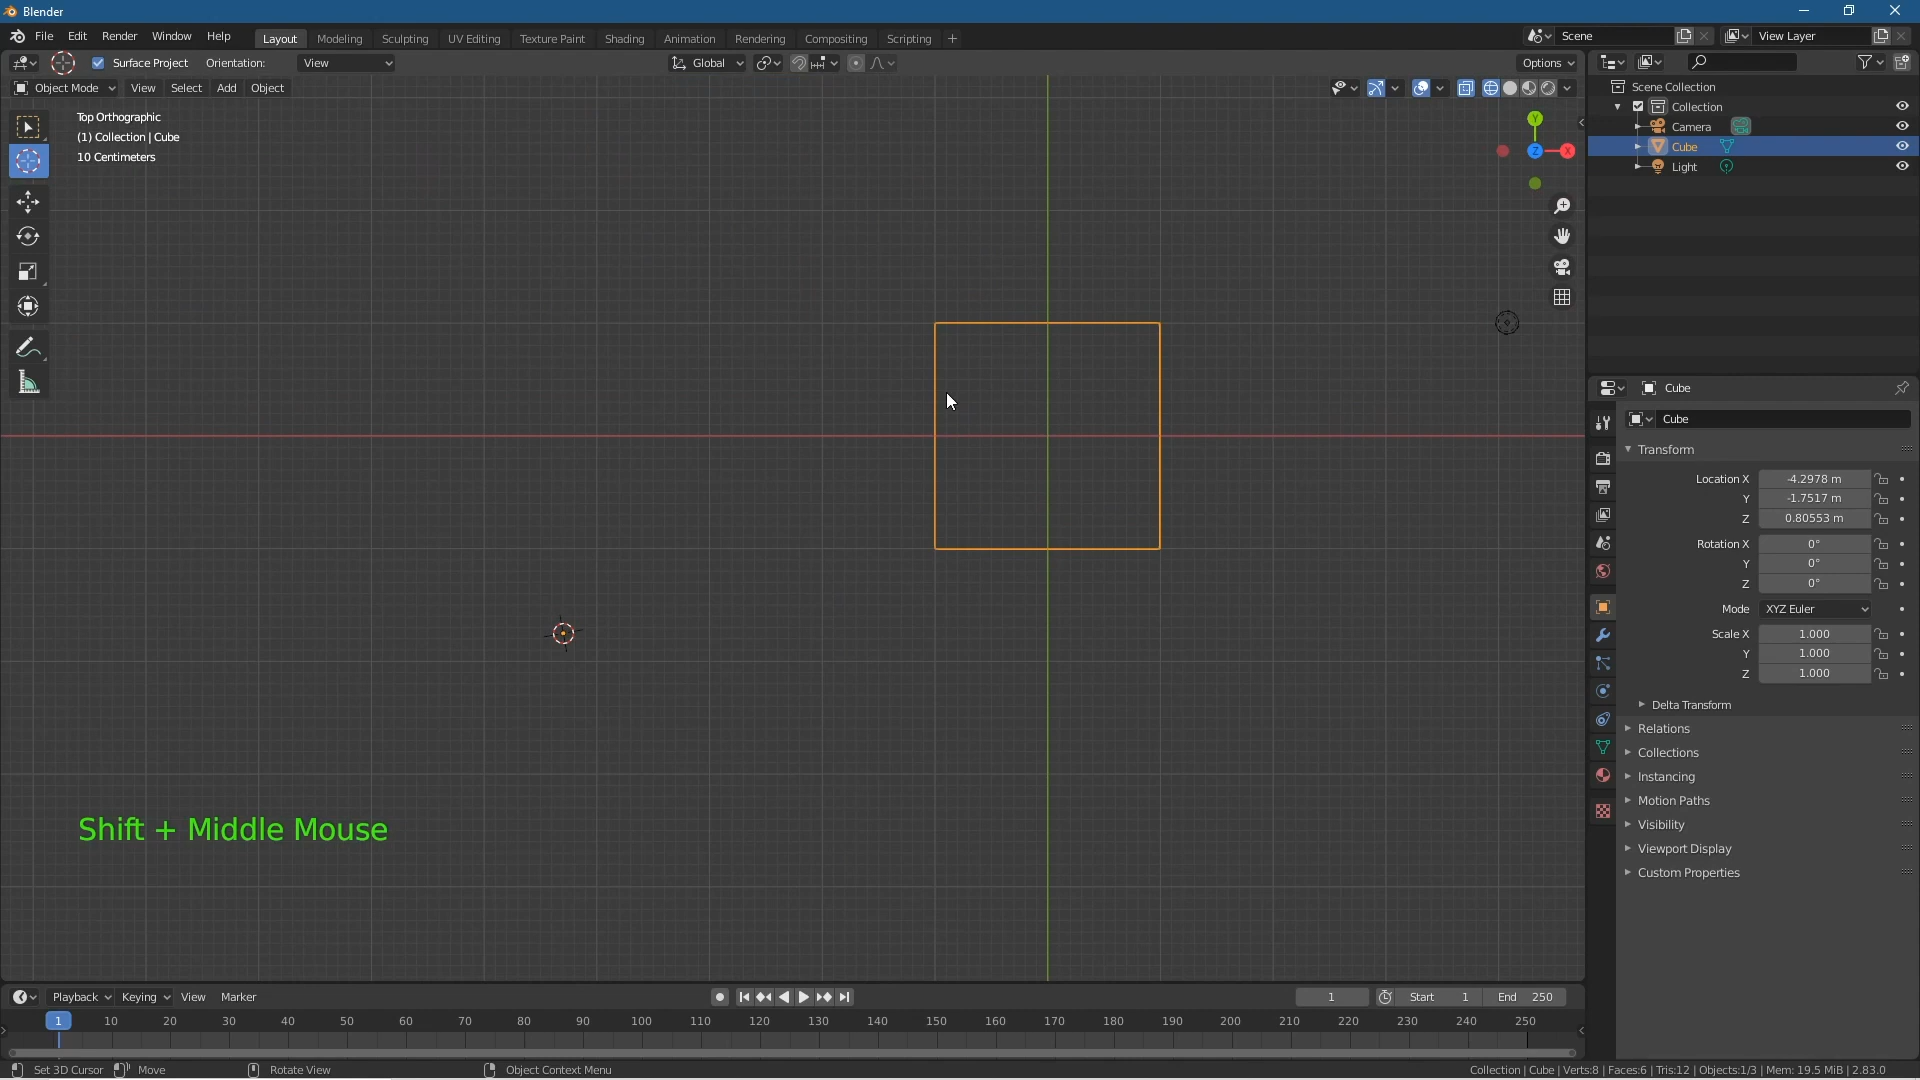 Blender
File Edit Render Window Help
Layout Modeling Sculpting UV Editing Texture Paint Shading Animation Rendering Compositing Scripting
Scene
View Layer
Surface Project Orientation: View
Global
Options
Object Mode View Select Add Object
Top Orthographic
(1) Collection | Cube
10 Centimeters
Y
Z
X
Scene Collection
Collection
Camera
Cube
Light
Cube
Cube
Transform
Location X -4.2978 m
Y -1.7517 m
Z 0.80553 m
Rotation X 0°
Y 0°
Z 0°
Mode XYZ Euler
Scale X 1.000
Y 1.000
Z 1.000
Delta Transform
Relations
Collections
Instancing
Motion Paths
Visibility
Viewport Display
Custom Properties
Shift + Middle Mouse
Playback Keying View Marker
1 Start 1 End 250
1 10 20 30 40 50 60 70 80 90 100 110 120 130 140 150 160 170 180 190 200 210 220 230 240 250
Set 3D Cursor Move Rotate View Object Context Menu
Collection | Cube | Verts:8 | Faces:6 | Tris:12 | Objects:1/3 | Mem: 19.5 MiB | 2.83.0